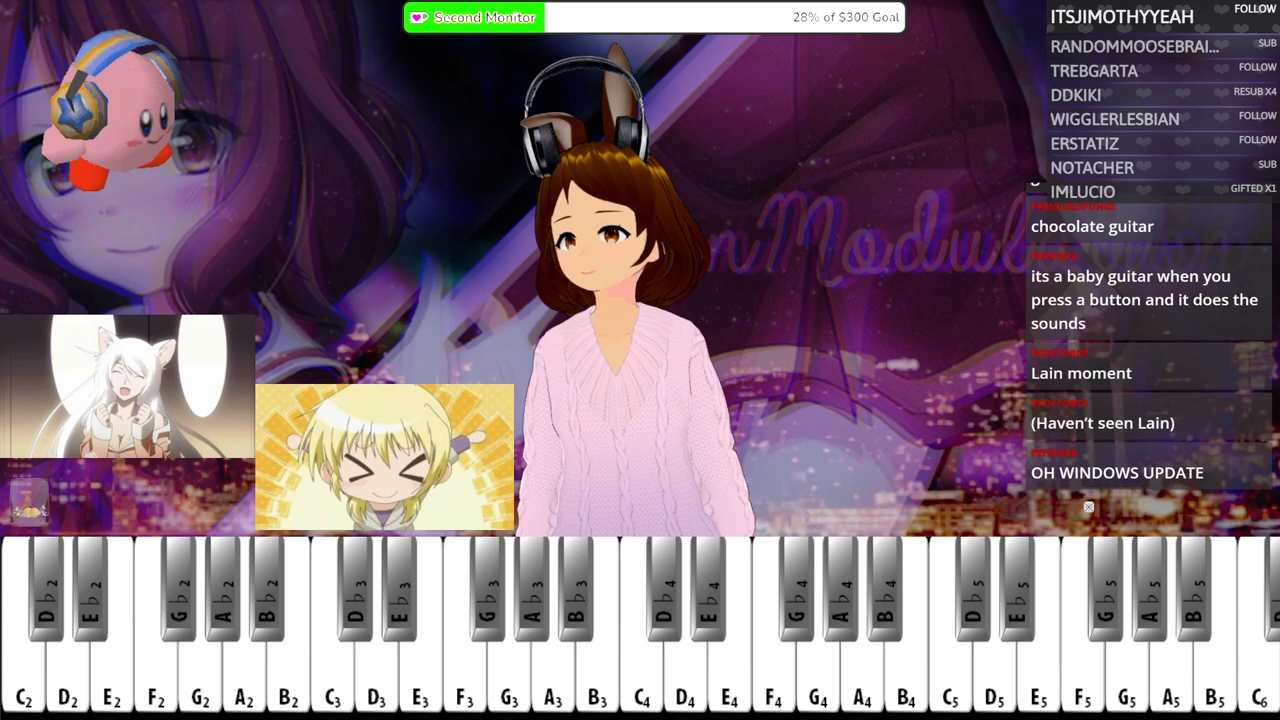 Second Monitor 28% of $300 Goal
ITSJIMOTHYYEAH FOLLOW
RANDOMMOOSEBRAI... SUB
TREBGARTA FOLLOW
DDKIKI RESUB X4
WIGGLERLESBIAN FOLLOW
ERSTATIZ FOLLOW
NOTACHER SUB
IMLUCIO GIFTED X1
chocolate guitar
its a baby guitar when you
press a button and it does the
sounds
Lain moment
(Haven't seen Lain)
OH WINDOWS UPDATE
D♭2 E♭2 G♭2 A♭2 B♭2 D♭3 E♭3 G♭3 A♭3 B♭3 D♭4 E♭4 G♭4 A♭4 B♭4 D♭5 E♭5 G♭5 A♭5 B♭5
C2 D2 E2 F2 G2 A2 B2 C3 D3 E3 F3 G3 A3 B3 C4 D4 E4 F4 G4 A4 B4 C5 D5 E5 F5 G5 A5 B5 C6